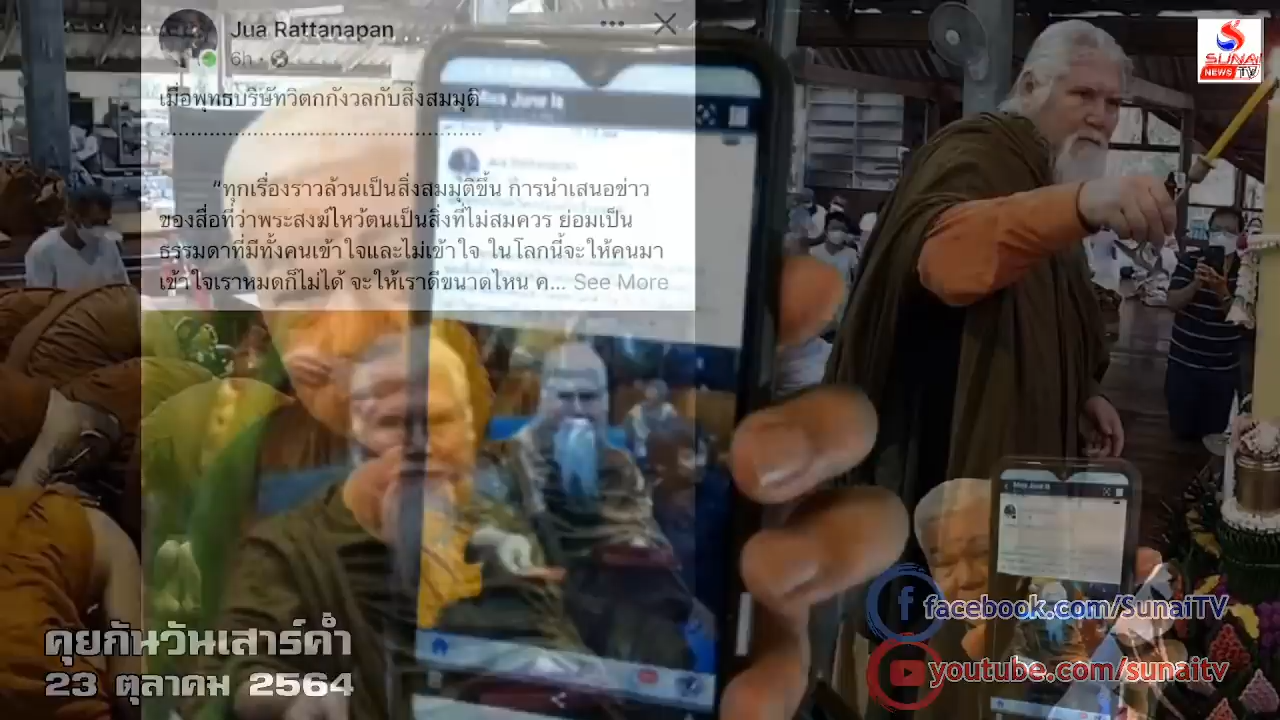 Jua Rattanapan
6h
SUNAI
NEWS TV
เมื่อพุทธบริษัทวิตกกังวลกับสิ่งสมมุติ
“ทุกเรื่องราวล้วนเป็นสิ่งสมมุติขึ้น การนำเสนอข่าว
ของสื่อที่ว่าพระสงฆ์ไหว้ตนเป็นสิ่งที่ไม่สมควร ย่อมเป็น
ธรรมดาที่มีทั้งคนเข้าใจและไม่เข้าใจ ในโลกนี้จะให้คนมา
เข้าใจเราหมดก็ไม่ได้ จะให้เราดีขนาดไหน ค... See More
คุยกันวันเสาร์ค่ำ
23 ตุลาคม 2564
facebook.com/SunaiTV
youtube.com/sunaitv